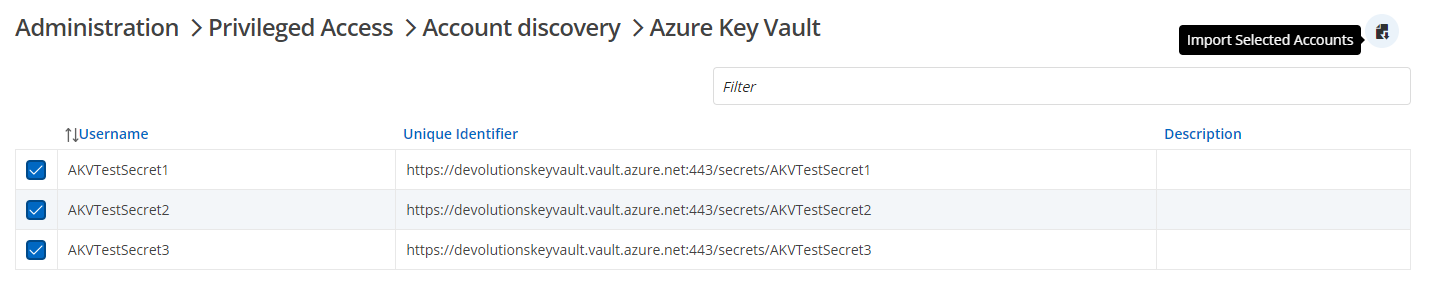 Administration > Privileged Access > Account discovery > Azure Key Vault
Import Selected Accounts
Filter
Username Unique Identifier Description
AKVTestSecret1 https://devolutionskeyvault.vault.azure.net:443/secrets/AKVTestSecret1
AKVTestSecret2 https://devolutionskeyvault.vault.azure.net:443/secrets/AKVTestSecret2
AKVTestSecret3 https://devolutionskeyvault.vault.azure.net:443/secrets/AKVTestSecret3